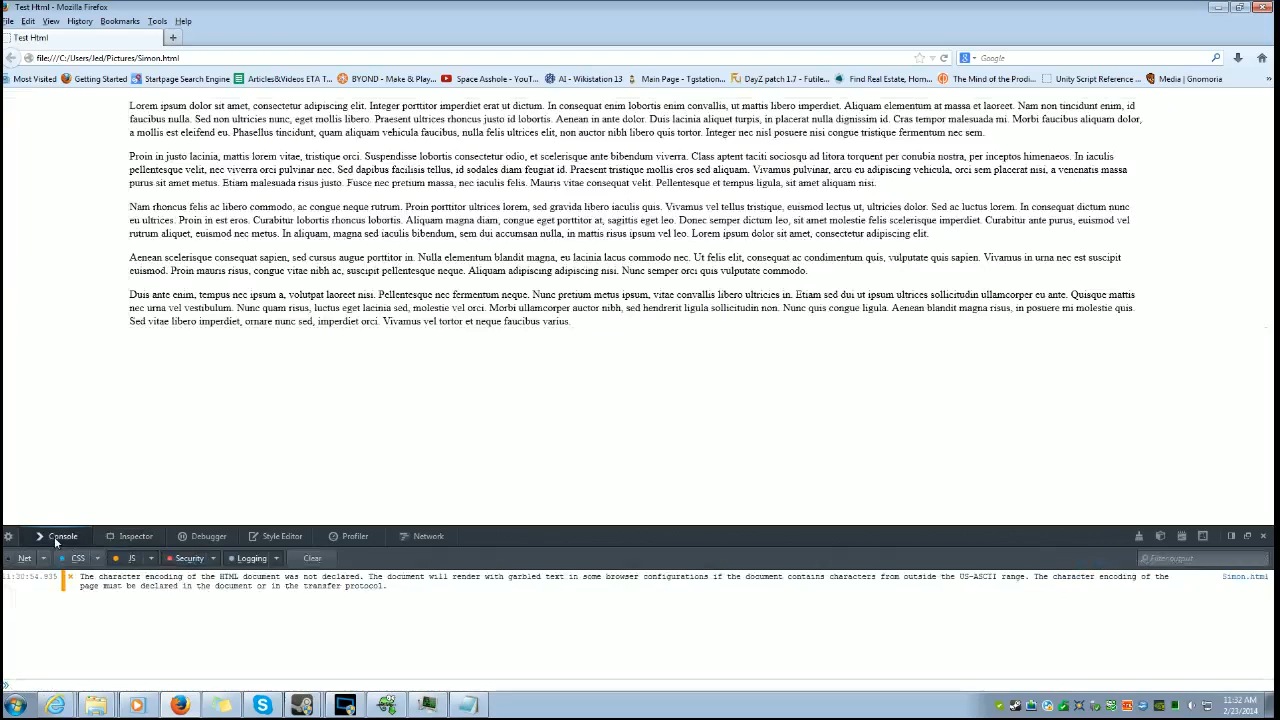 Test Html - Mozilla Firefox
File Edit View History Bookmarks Tools Help
Test Html
file:///C:/Users/Jed/Pictures/Simon.html
Google
Most Visited Getting Started Startpage Search Engine Articles&Videos ETA T... BYOND - Make & Play... Space Asshole - YouT... AI - Wikistation 13 Main Page - Tgstation... DayZ patch 1.7 - Futile... Find Real Estate, Hom... The Mind of the Prodi... Unity Script Reference... Media | Gnomoria
Lorem ipsum dolor sit amet, consectetur adipiscing elit. Integer porttitor imperdiet erat ut dictum. In consequat enim lobortis enim convallis, ut mattis libero imperdiet. Aliquam elementum at massa et laoreet. Nam non tincidunt enim, id
faucibus nulla. Sed non ultricies nunc, eget mollis libero. Praesent ultrices rhoncus justo id lobortis. Aenean in ante dolor. Duis lacinia aliquet turpis, in placerat nulla dignissim id. Cras tempor malesuada mi. Morbi faucibus aliquam dolor,
a mollis est eleifend eu. Phasellus tincidunt, quam aliquam vehicula faucibus, nulla felis ultrices elit, non auctor nibh libero quis tortor. Integer nec nisl posuere nisi congue tristique fermentum nec sem.
Proin in justo lacinia, mattis lorem vitae, tristique orci. Suspendisse lobortis consectetur odio, et scelerisque ante bibendum viverra. Class aptent taciti sociosqu ad litora torquent per conubia nostra, per inceptos himenaeos. In iaculis
pellentesque velit, nec viverra orci pulvinar nec. Sed dapibus facilisis tellus, id sodales diam feugiat id. Praesent tristique mollis eros sed aliquam. Vivamus pulvinar, arcu eu adipiscing vehicula, orci sem placerat nisi, a venenatis massa
purus sit amet metus. Etiam malesuada risus justo. Fusce nec pretium massa, nec iaculis felis. Mauris vitae consequat velit. Pellentesque et tempus ligula, sit amet aliquam nisi.
Nam rhoncus felis ac libero commodo, ac congue neque rutrum. Proin porttitor ultrices lorem, sed gravida libero iaculis quis. Vivamus vel tellus tristique, euismod lectus ut, ultricies dolor. Sed ac luctus lorem. In consequat dictum nunc
eu ultrices. Proin in est eros. Curabitur lobortis rhoncus lobortis. Aliquam magna diam, congue eget porttitor at, sagittis eget leo. Donec semper dictum leo, sit amet molestie felis scelerisque imperdiet. Curabitur ante purus, euismod vel
rutrum aliquet, euismod nec metus. In aliquam, magna sed iaculis bibendum, sem dui accumsan nulla, in mattis risus ipsum vel leo. Lorem ipsum dolor sit amet, consectetur adipiscing elit.
Aenean scelerisque consequat sapien, sed cursus augue porttitor in. Nulla elementum blandit magna, eu lacinia lacus commodo nec. Ut felis elit, consequat ac condimentum quis, vulputate quis sapien. Vivamus in urna nec est suscipit
euismod. Proin mauris risus, congue vitae nibh ac, suscipit pellentesque neque. Aliquam adipiscing adipiscing nisi. Nunc semper orci quis vulputate commodo.
Duis ante enim, tempus nec ipsum a, volutpat laoreet nisi. Pellentesque nec fermentum neque. Nunc pretium metus ipsum, vitae convallis libero ultricies in. Etiam sed dui ut ipsum ultrices sollicitudin ullamcorper eu ante. Quisque mattis
nec urna vel vestibulum. Nunc quam risus, luctus eget lacinia sed, molestie vel orci. Morbi ullamcorper auctor nibh, sed hendrerit ligula sollicitudin non. Nunc quis congue ligula. Aenean blandit magna risus, in posuere mi molestie quis.
Sed vitae libero imperdiet, ornare nunc sed, imperdiet orci. Vivamus vel tortor et neque faucibus varius.
Console Inspector Debugger Style Editor Profiler Network
Net CSS JS Security Logging Clear Filter output
11:30:54.935 The character encoding of the HTML document was not declared. The document will render with garbled text in some browser configurations if the document contains characters from outside the US-ASCII range. The character encoding of the Simon.html
page must be declared in the document or in the transfer protocol.
11:32 AM
2/23/2014